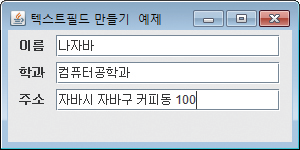 텍스트필드 만들기 예제
이름 나자바
학과 컴퓨터공학과
주소 자바시 자바구 커피동 100